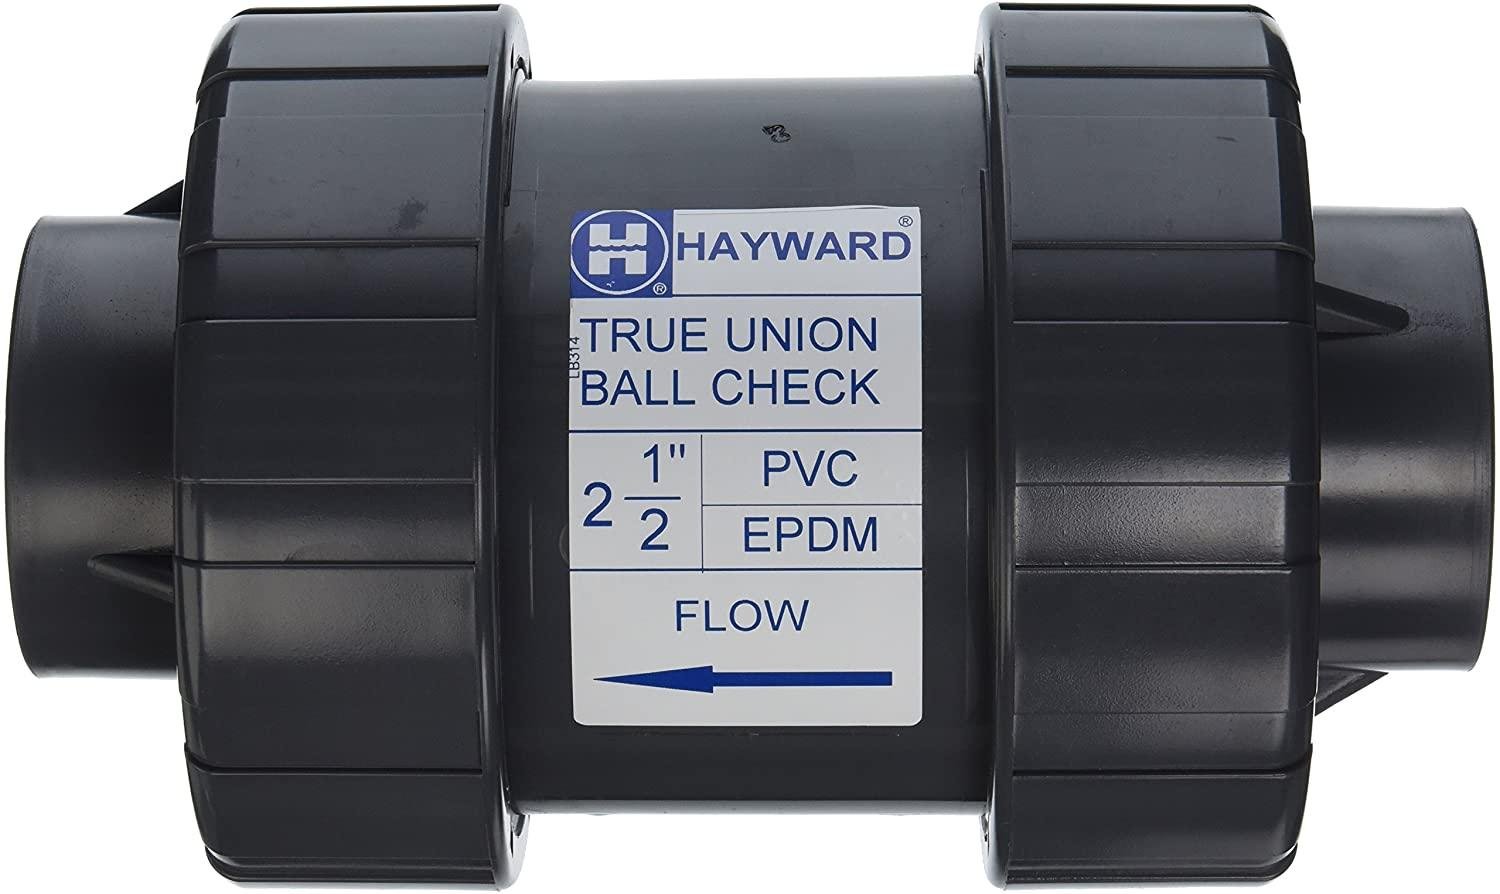 H ® HAYWARD®
TRUE UNION
BALL CHECK
LB314
2 1/2"
PVC
EPDM
FLOW